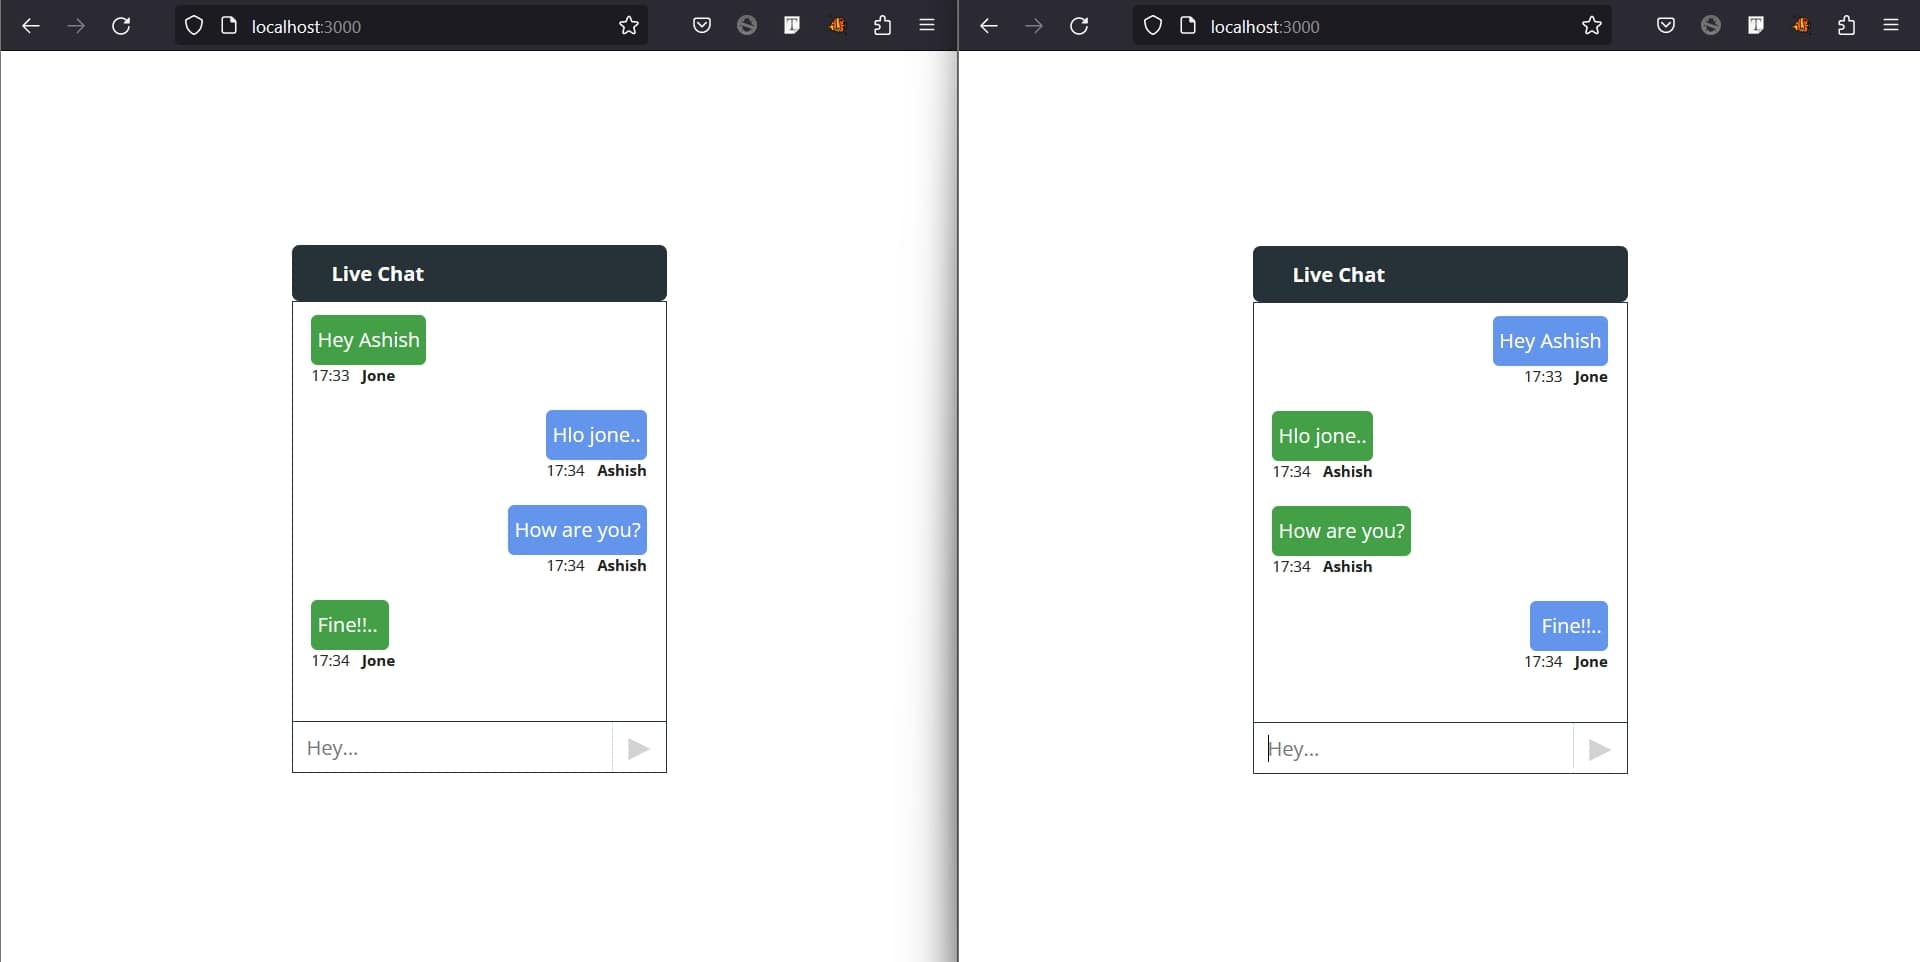 localhost:3000
Live Chat
Hey Ashish
17:33 Jone
Hlo jone..
17:34 Ashish
How are you?
17:34 Ashish
Fine!!..
17:34 Jone
Hey...
localhost:3000
Live Chat
Hey Ashish
17:33 Jone
Hlo jone..
17:34 Ashish
How are you?
17:34 Ashish
Fine!!..
17:34 Jone
Hey...